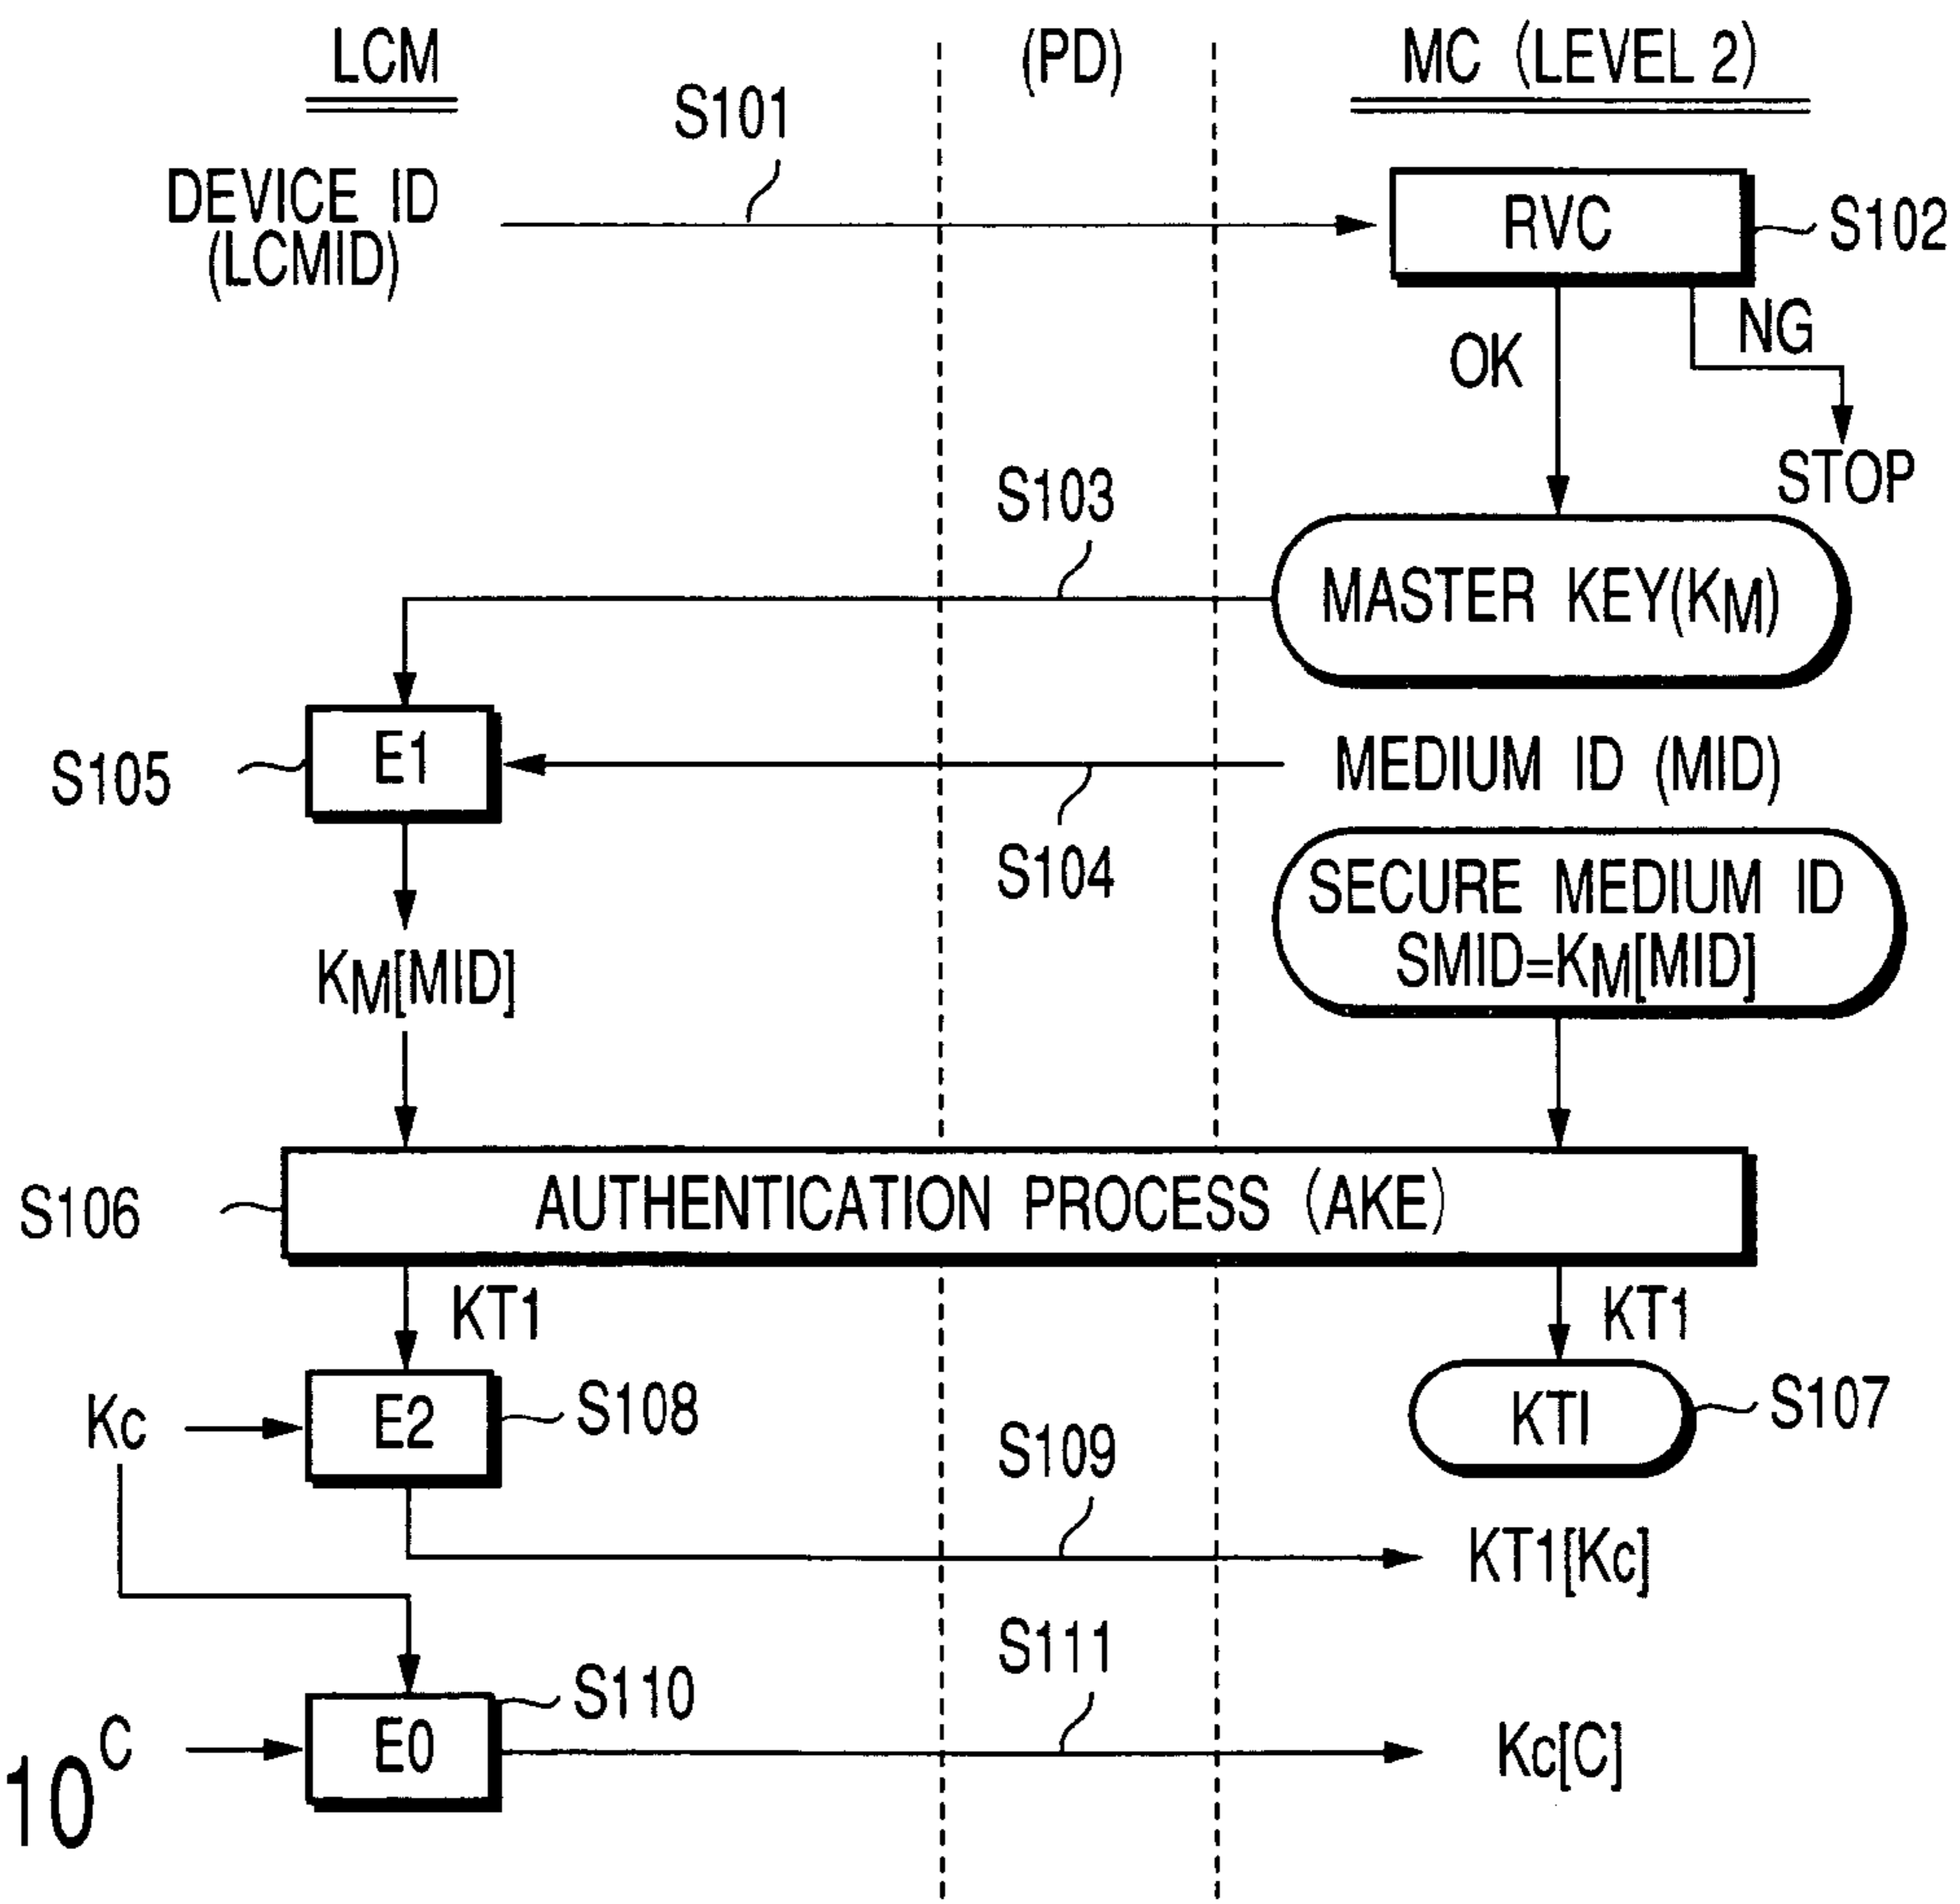 LCM
(PD)
MC (LEVEL 2)
S101
DEVICE ID
(LCMID)
RVC
S102
OK
NG
STOP
S103
MASTER KEY(KM)
E1
S105
MEDIUM ID (MID)
S104
SECURE MEDIUM ID
SMID=KM[MID]
KM[MID]
AUTHENTICATION PROCESS (AKE)
S106
KT1
KT1
Kc
E2
S108
KTI
S107
S109
KT1[Kc]
S111
S110
C
E0
Kc[C]
10